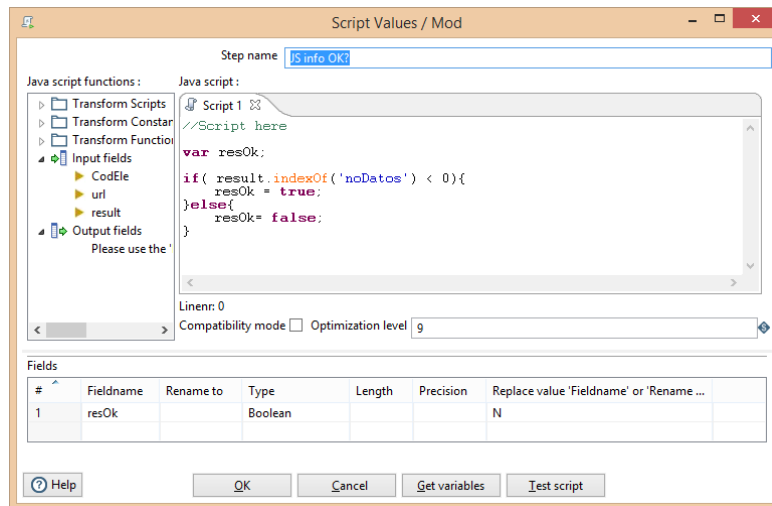 Script Values / Mod
Step name JS info OK?
Java script functions :
Java script :
Transform Scripts
Transform Constan
Transform Function
Input fields
CodEle
url
result
Output fields
Please use the '
Script 1
//Script here
var resOk;
if( result.indexOf('noDatos') < 0){
resOk = true;
}else{
resOk= false;
}
Linenr: 0
Compatibility mode Optimization level 9
Fields
# Fieldname Rename to Type Length Precision Replace value 'Fieldname' or 'Rename ...
1 resOk Boolean N
Help OK Cancel Get variables Test script